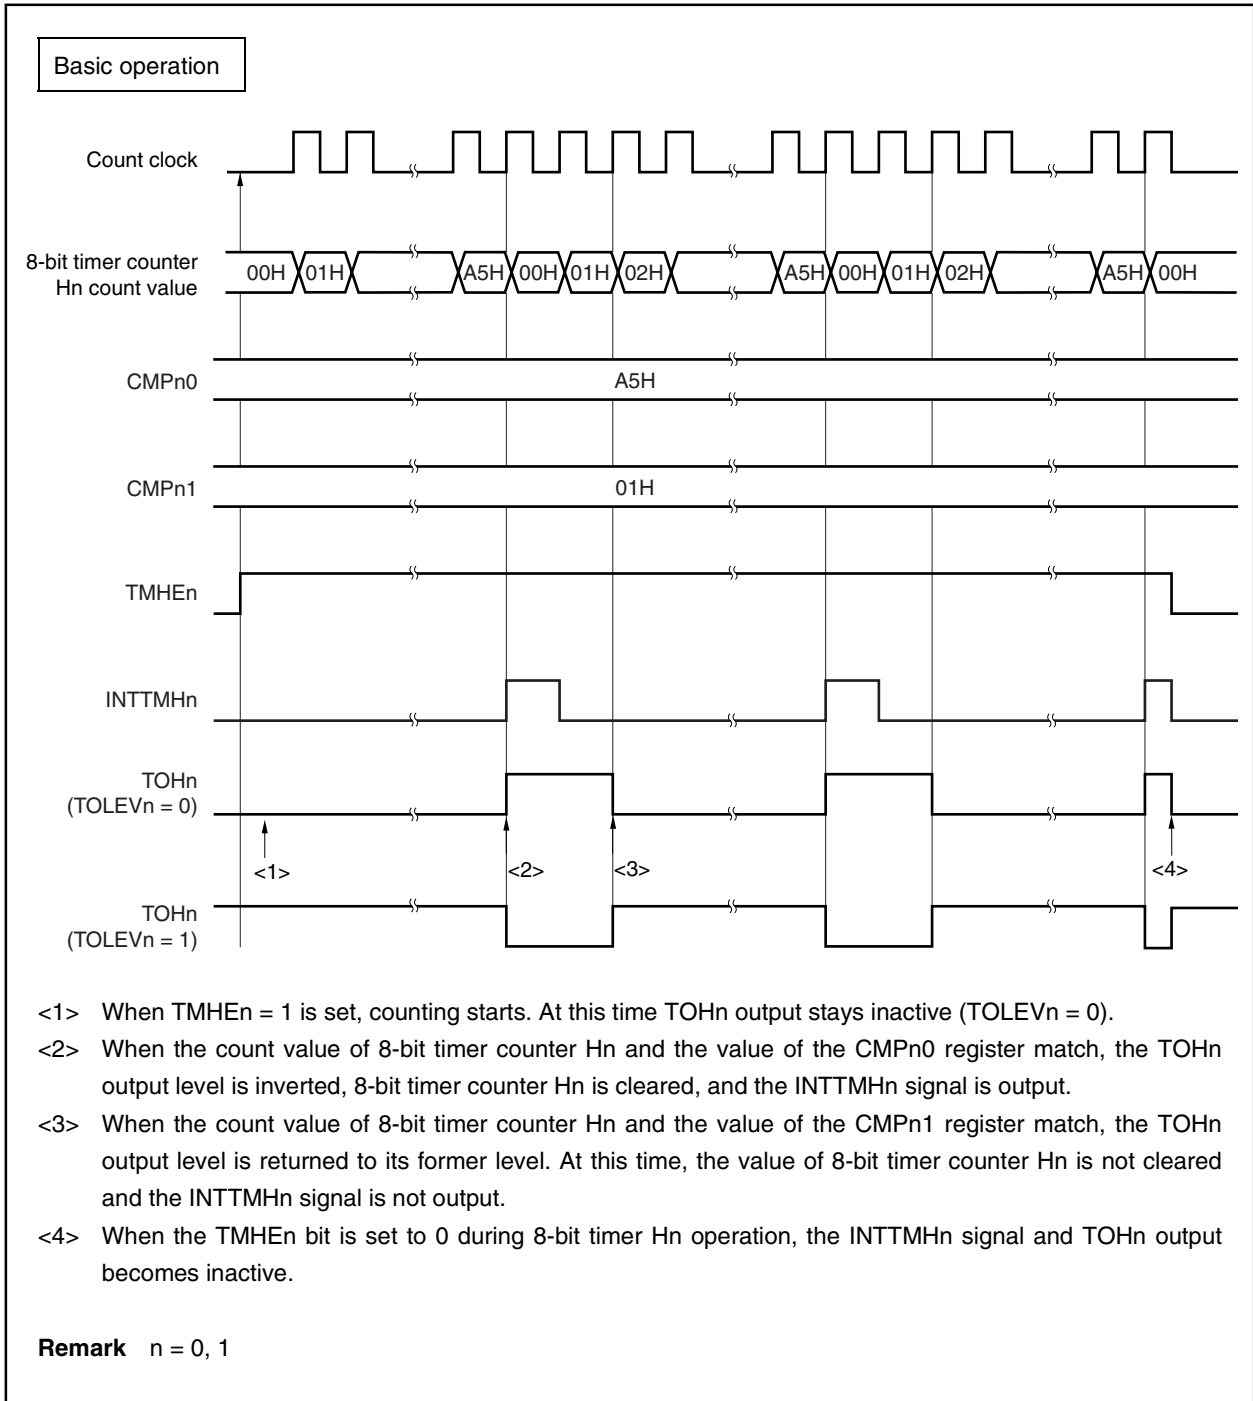 Basic operation
Count clock
8-bit timer counter
Hn count value
00H 01H A5H 00H 01H 02H A5H 00H 01H 02H A5H 00H
CMPn0
A5H
CMPn1
01H
TMHEn
INTTMHn
TOHn
(TOLEVn = 0)
<1> <2> <3> <4>
TOHn
(TOLEVn = 1)
<1> When TMHEn = 1 is set, counting starts. At this time TOHn output stays inactive (TOLEVn = 0).
<2> When the count value of 8-bit timer counter Hn and the value of the CMPn0 register match, the TOHn
output level is inverted, 8-bit timer counter Hn is cleared, and the INTTMHn signal is output.
<3> When the count value of 8-bit timer counter Hn and the value of the CMPn1 register match, the TOHn
output level is returned to its former level. At this time, the value of 8-bit timer counter Hn is not cleared
and the INTTMHn signal is not output.
<4> When the TMHEn bit is set to 0 during 8-bit timer Hn operation, the INTTMHn signal and TOHn output
becomes inactive.
Remark n = 0, 1